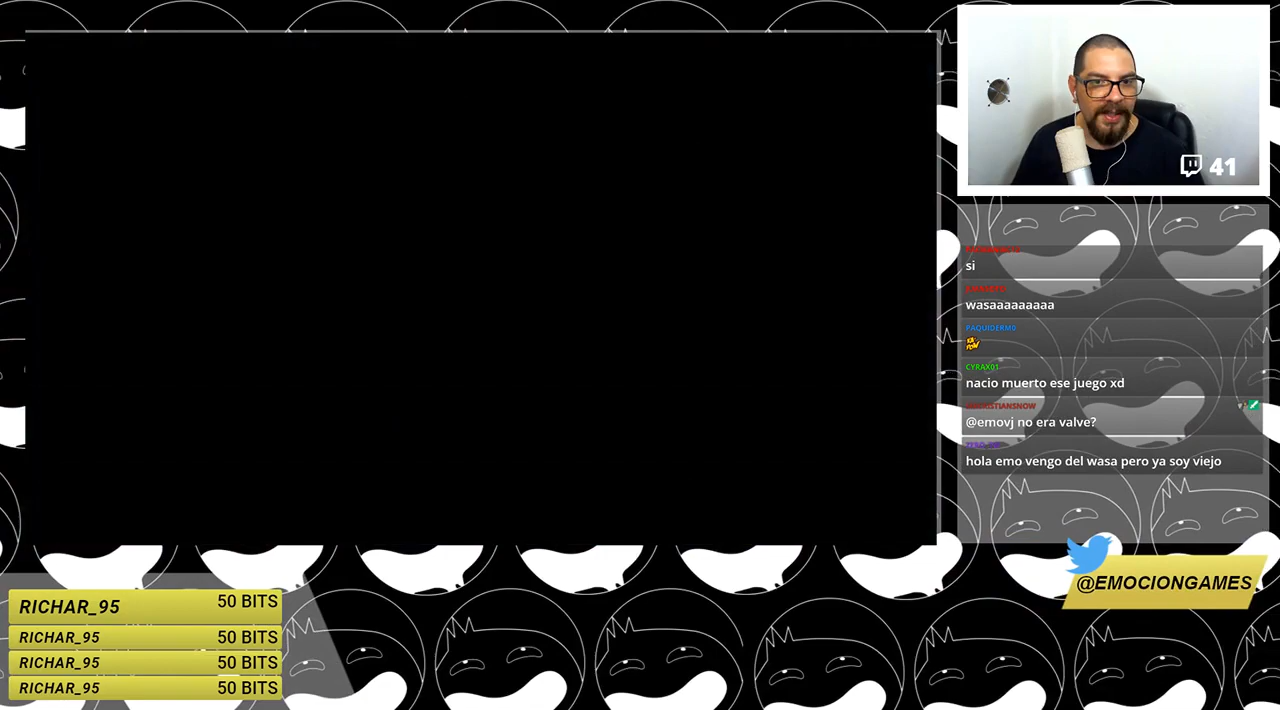 41
si
wasaaaaaaaaa
PAQUIDERM0
nacio muerto ese juego xd
CYRAX01
@emovj no era valve?
hola emo vengo del wasa pero ya soy viejo
@EMOCIONGAMES
RICHAR_95 50 BITS
RICHAR_95 50 BITS
RICHAR_95 50 BITS
RICHAR_95 50 BITS